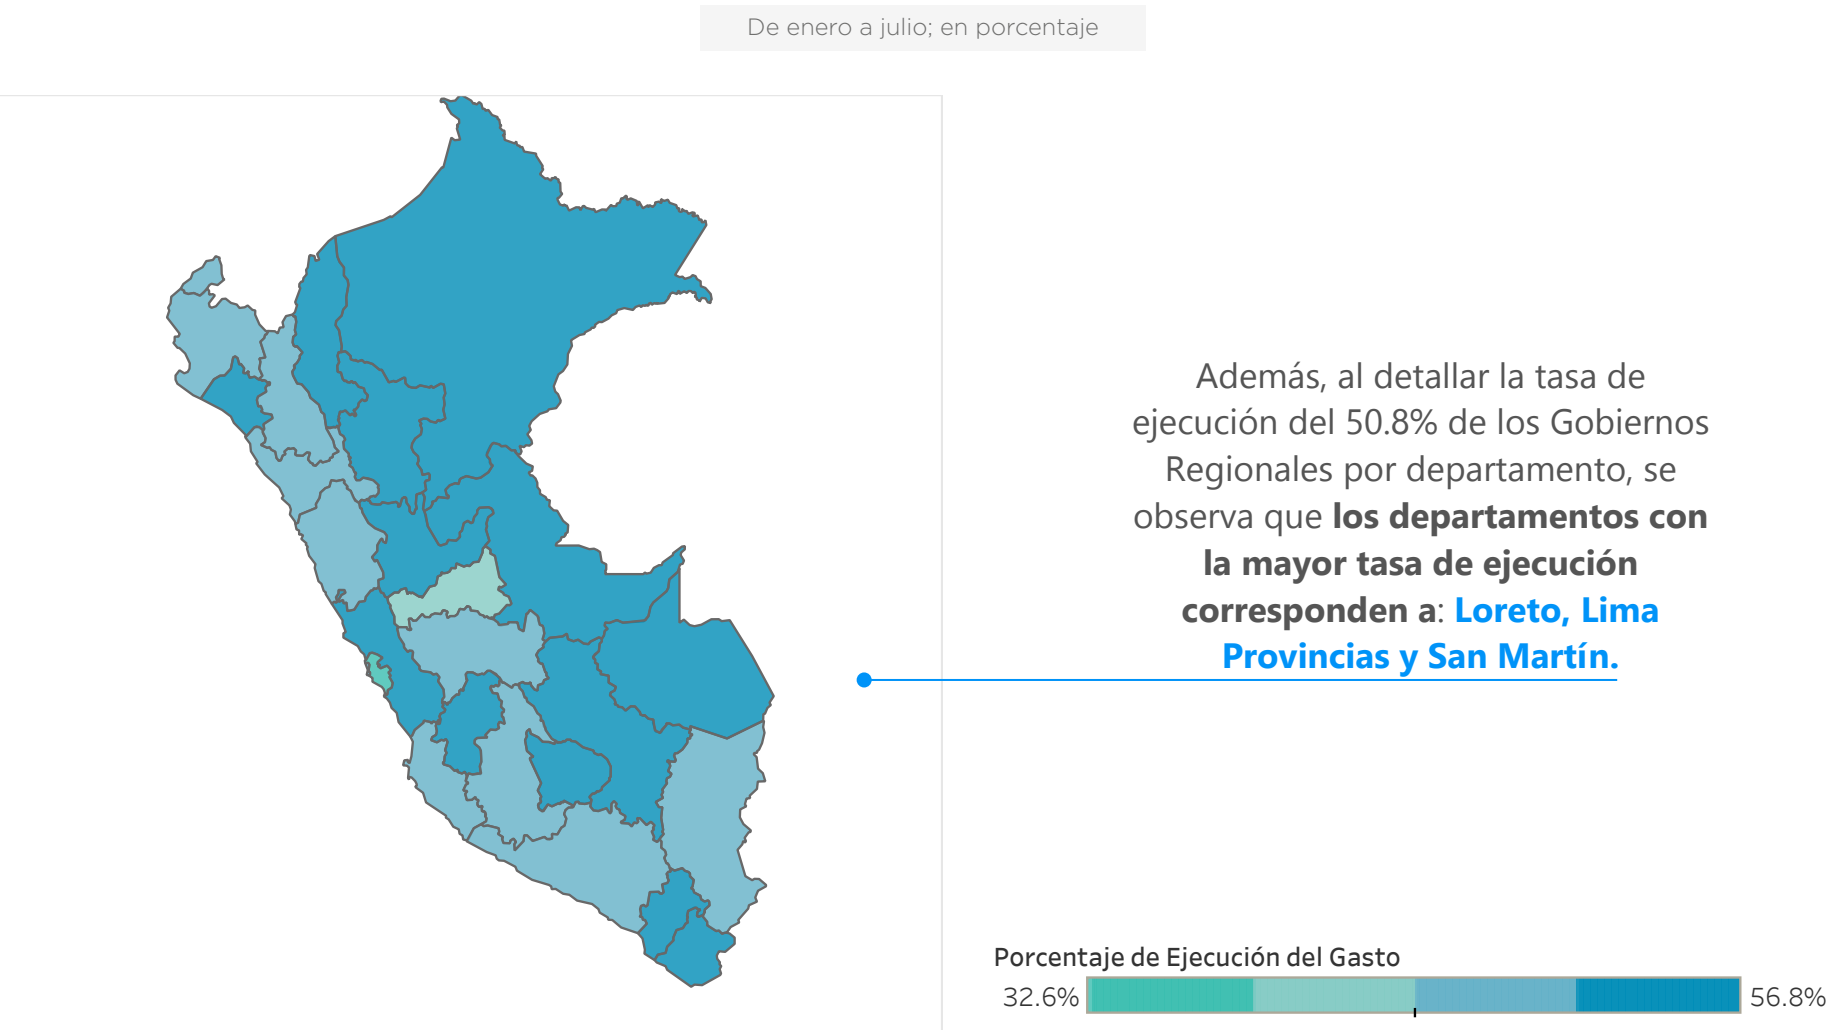 De enero a julio; en porcentaje
Además, al detallar la tasa de
ejecución del 50.8% de los Gobiernos
Regionales por departamento, se
observa que los departamentos con
la mayor tasa de ejecución
corresponden a: Loreto, Lima
Provincias y San Martín.
Porcentaje de Ejecución del Gasto
32.6% 56.8%